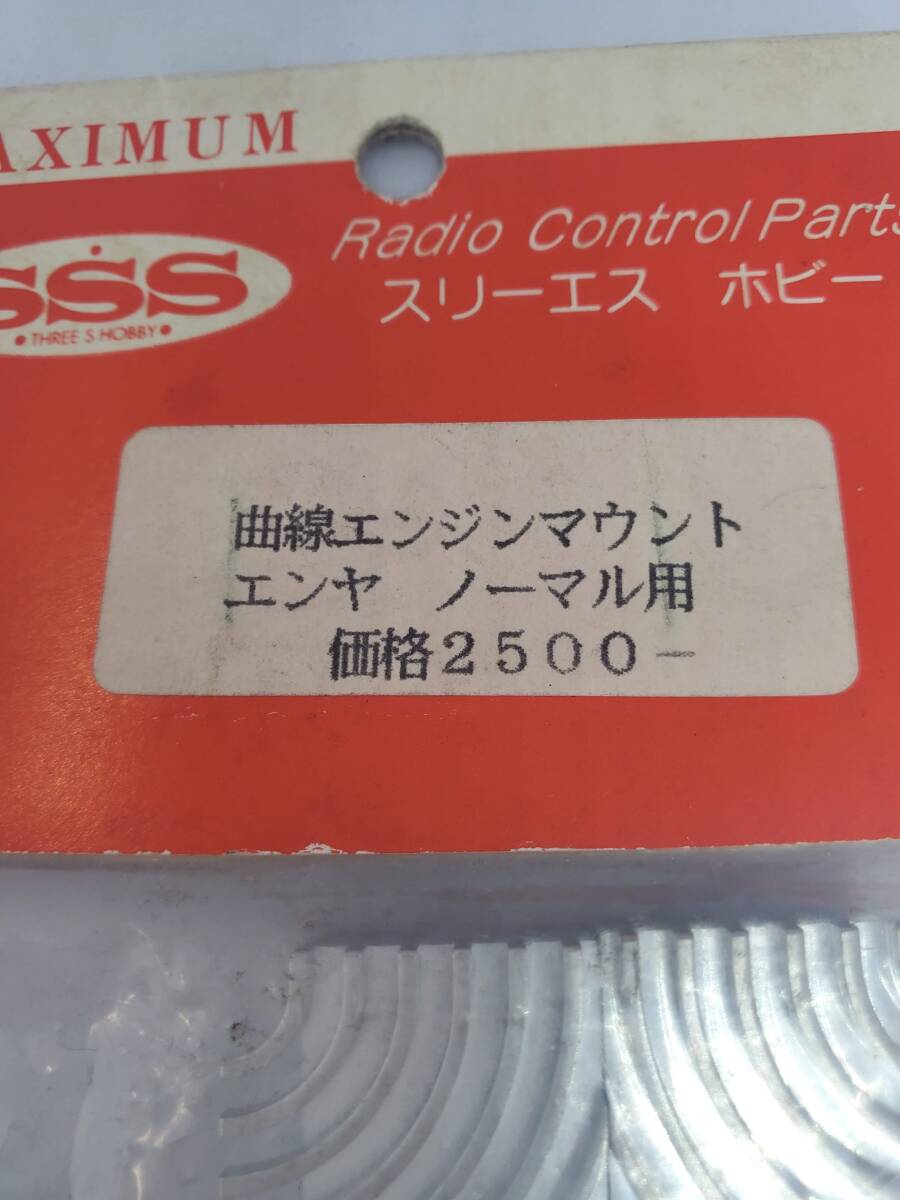 AXIMUM
SSS
• THREE S HOBBY •
Radio Control Parts
スリーエス ホビー
曲線エンジンマウント
エンヤ ノーマル用
価格2500-